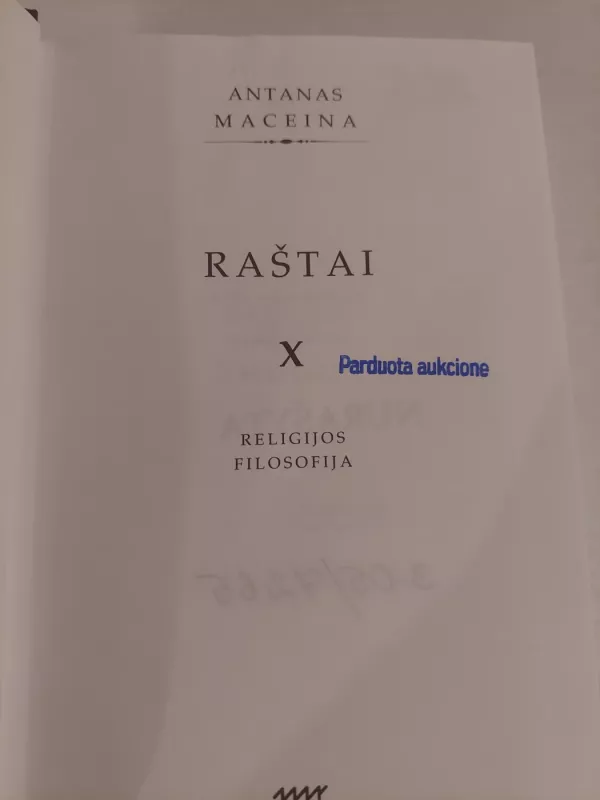 ANTANAS
MACEINA
RAŠTAI
X
Parduota aukcione
RELIGIJOS
FILOSOFIJA